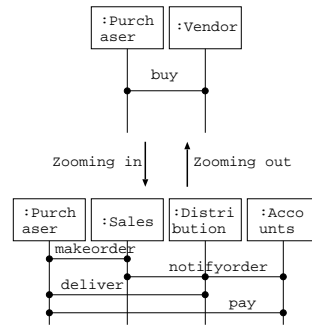 :Purch
aser
:Vendor
buy
Zooming in
Zooming out
:Purch
aser
:Sales
:Distri
bution
:Acco
unts
makeorder
notifyorder
deliver
pay